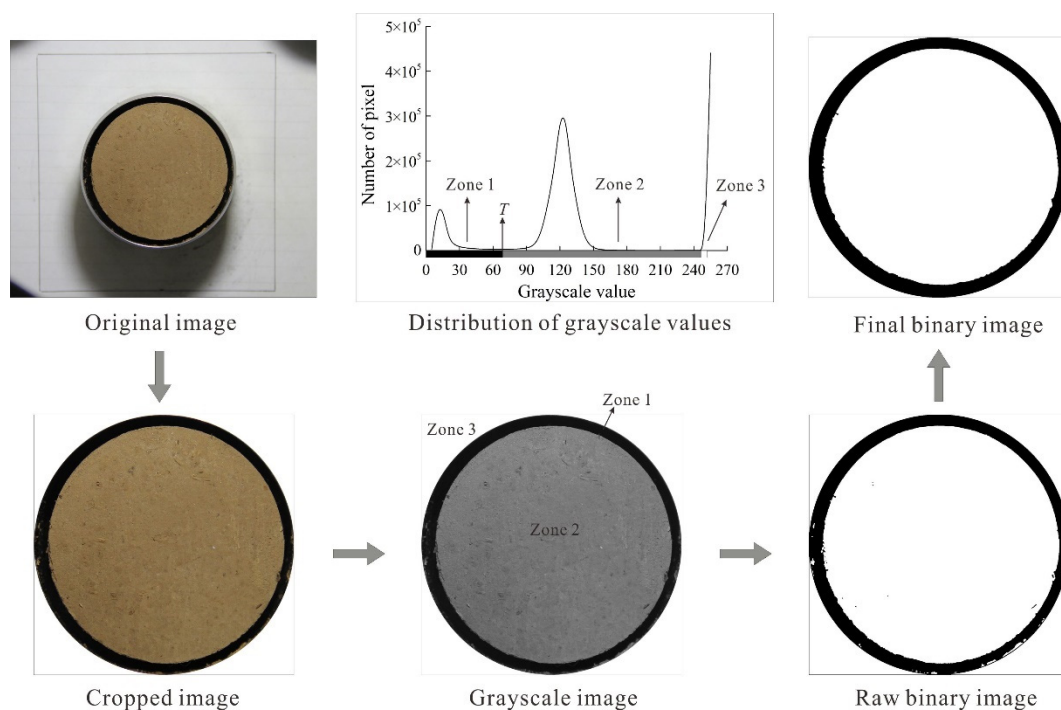 5×10⁵
4×10⁵
3×10⁵
2×10⁵
1×10⁵
0
Number of pixel
Zone 1
T
Zone 2
Zone 3
0 30 60 90 120 150 180 210 240 270
Grayscale value
Original image
Distribution of grayscale values
Final binary image
Zone 3
Zone 1
Zone 2
Cropped image
Grayscale image
Raw binary image